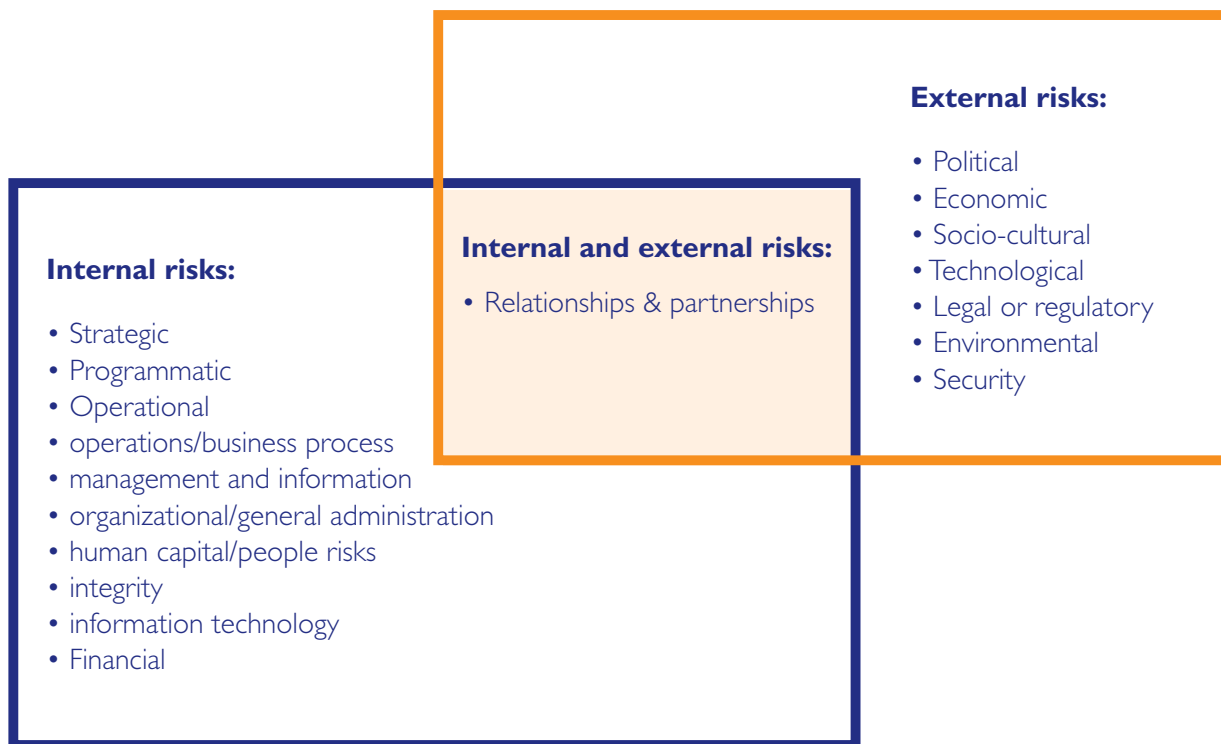 External risks:
• Political
• Economic
• Socio-cultural
• Technological
• Legal or regulatory
• Environmental
• Security
Internal and external risks:
• Relationships & partnerships
Internal risks:
• Strategic
• Programmatic
• Operational
• operations/business process
• management and information
• organizational/general administration
• human capital/people risks
• integrity
• information technology
• Financial